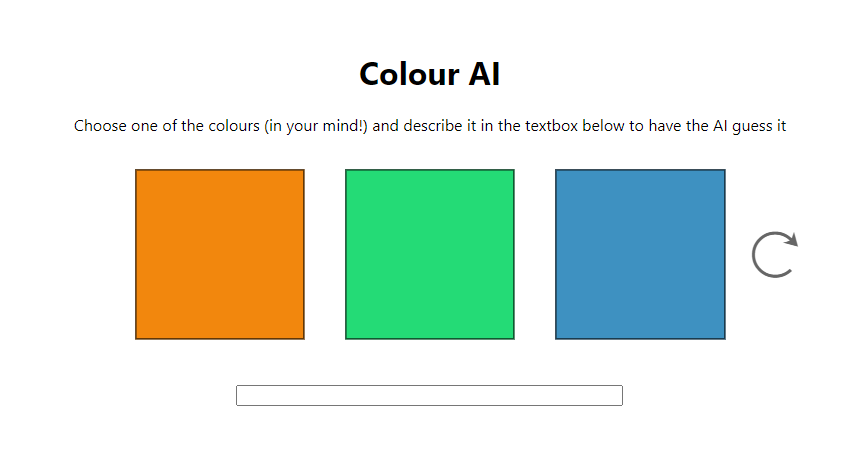 Colour AI
Choose one of the colours (in your mind!) and describe it in the textbox below to have the AI guess it